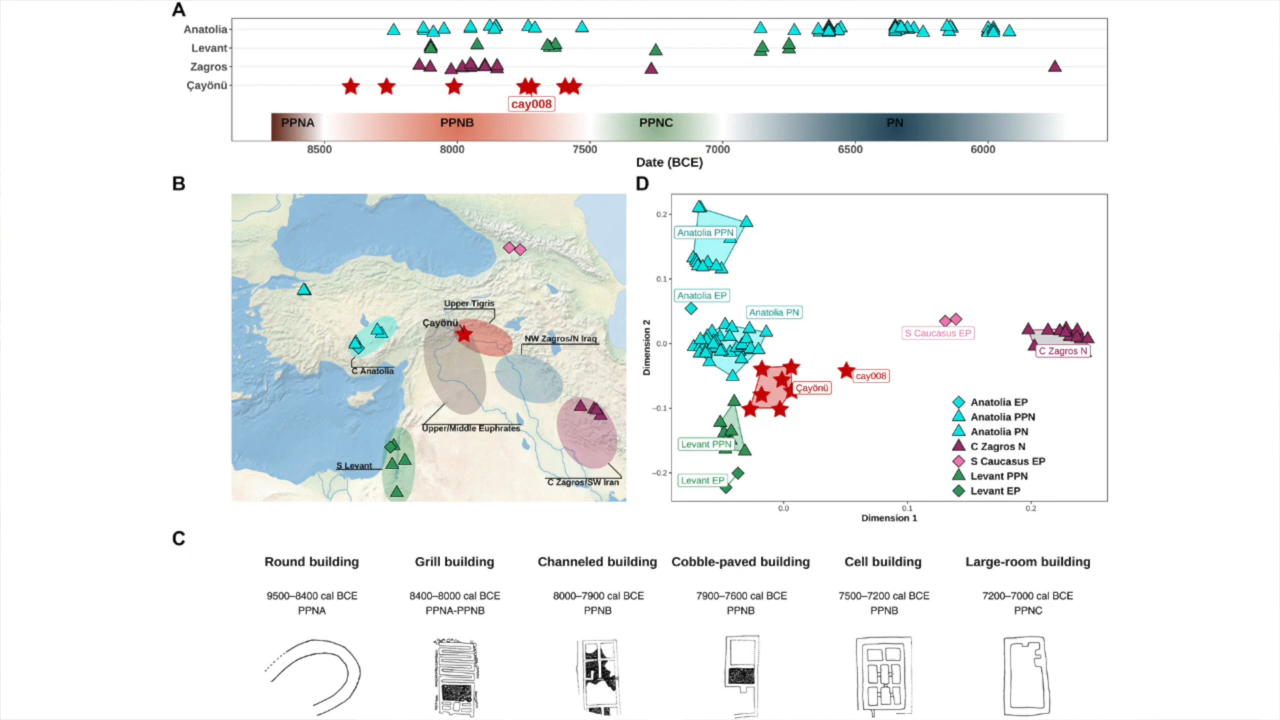 A
Anatolia
Levant
Zagros
Çayönü
cay008
PPNA
PPNB
PPNC
PN
8500
8000
7500
7000
6500
6000
Date (BCE)
B
Upper Tigris
Çayönü
NW Zagros/N Iraq
C Anatolia
Upper/Middle Euphrates
S Levant
C Zagros/SW Iran
D
0.2
0.1
0.0
−0.1
−0.2
Dimension 2
Anatolia PPN
Anatolia EP
Anatolia PN
S Caucasus EP
C Zagros N
cay008
Çayönü
Levant PPN
Levant EP
Anatolia EP
Anatolia PPN
Anatolia PN
C Zagros N
S Caucasus EP
Levant PPN
Levant EP
0.0
0.1
0.2
Dimension 1
C
Round building
9500–8400 cal BCE
PPNA
Grill building
8400–8000 cal BCE
PPNA-PPNB
Channeled building
8000–7900 cal BCE
PPNB
Cobble-paved building
7900–7600 cal BCE
PPNB
Cell building
7500–7200 cal BCE
PPNB
Large-room building
7200–7000 cal BCE
PPNC